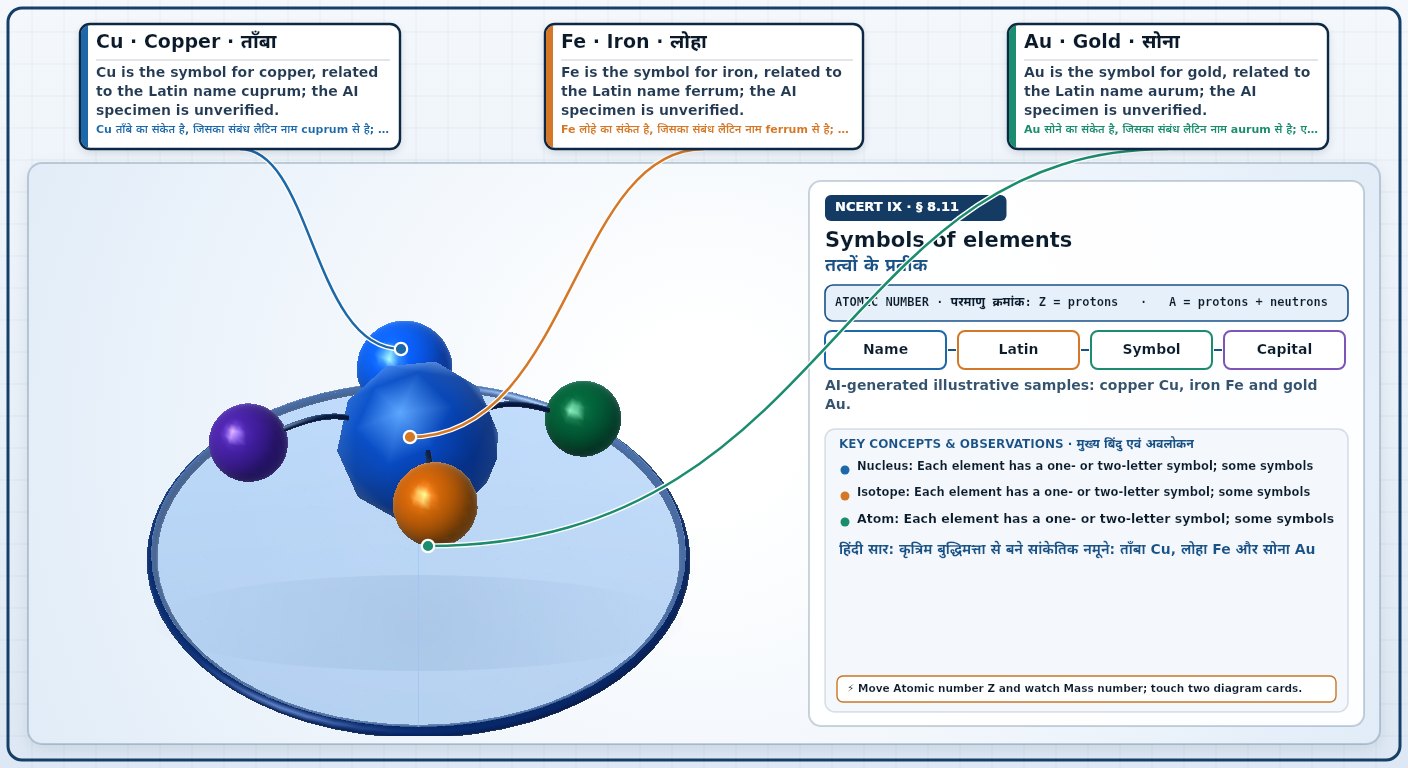 Cu · Copper · ताँबा
Cu is the symbol for copper, related
to the Latin name cuprum; the AI
specimen is unverified.
Cu ताँबे का संकेत है, जिसका संबंध लैटिन नाम cuprum से है; ...
Fe · Iron · लोहा
Fe is the symbol for iron, related to
the Latin name ferrum; the AI
specimen is unverified.
Fe लोहे का संकेत है, जिसका संबंध लैटिन नाम ferrum से है; ...
Au · Gold · सोना
Au is the symbol for gold, related to
the Latin name aurum; the AI
specimen is unverified.
Au सोने का संकेत है, जिसका संबंध लैटिन नाम aurum से है; ए...
NCERT IX · § 8.11
Symbols of elements
तत्वों के प्रतीक
ATOMIC NUMBER · परमाणु क्रमांक: Z = protons · A = protons + neutrons
Name
Latin
Symbol
Capital
AI-generated illustrative samples: copper Cu, iron Fe and gold
Au.
KEY CONCEPTS & OBSERVATIONS · मुख्य बिंदु एवं अवलोकन
Nucleus: Each element has a one- or two-letter symbol; some symbols
Isotope: Each element has a one- or two-letter symbol; some symbols
Atom: Each element has a one- or two-letter symbol; some symbols
हिंदी सार: कृत्रिम बुद्धिमत्ता से बने सांकेतिक नमूने: ताँबा Cu, लोहा Fe और सोना Au
⚡ Move Atomic number Z and watch Mass number; touch two diagram cards.